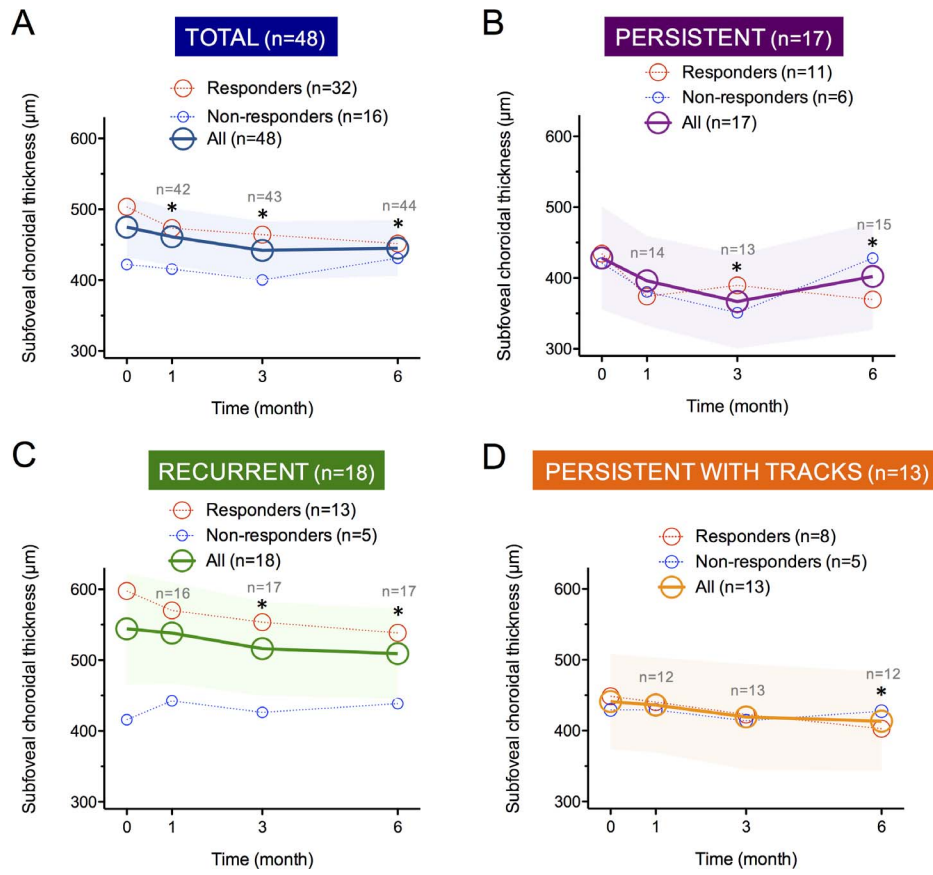 A
TOTAL (n=48)
Responders (n=32)
Non-responders (n=16)
All (n=48)
Subfoveal choroidal thickness (µm)
600
500
400
300
n=42
*
n=43
*
n=44
*
0 1 3 6
Time (month)
B
PERSISTENT (n=17)
Responders (n=11)
Non-responders (n=6)
All (n=17)
Subfoveal choroidal thickness (µm)
600
500
400
300
n=14
n=13
*
n=15
*
0 1 3 6
Time (month)
C
RECURRENT (n=18)
Responders (n=13)
Non-responders (n=5)
All (n=18)
Subfoveal choroidal thickness (µm)
600
500
400
300
n=16
n=17
*
n=17
*
0 1 3 6
Time (month)
D
PERSISTENT WITH TRACKS (n=13)
Responders (n=8)
Non-responders (n=5)
All (n=13)
Subfoveal choroidal thickness (µm)
600
500
400
300
n=12
n=13
n=12
*
0 1 3 6
Time (month)